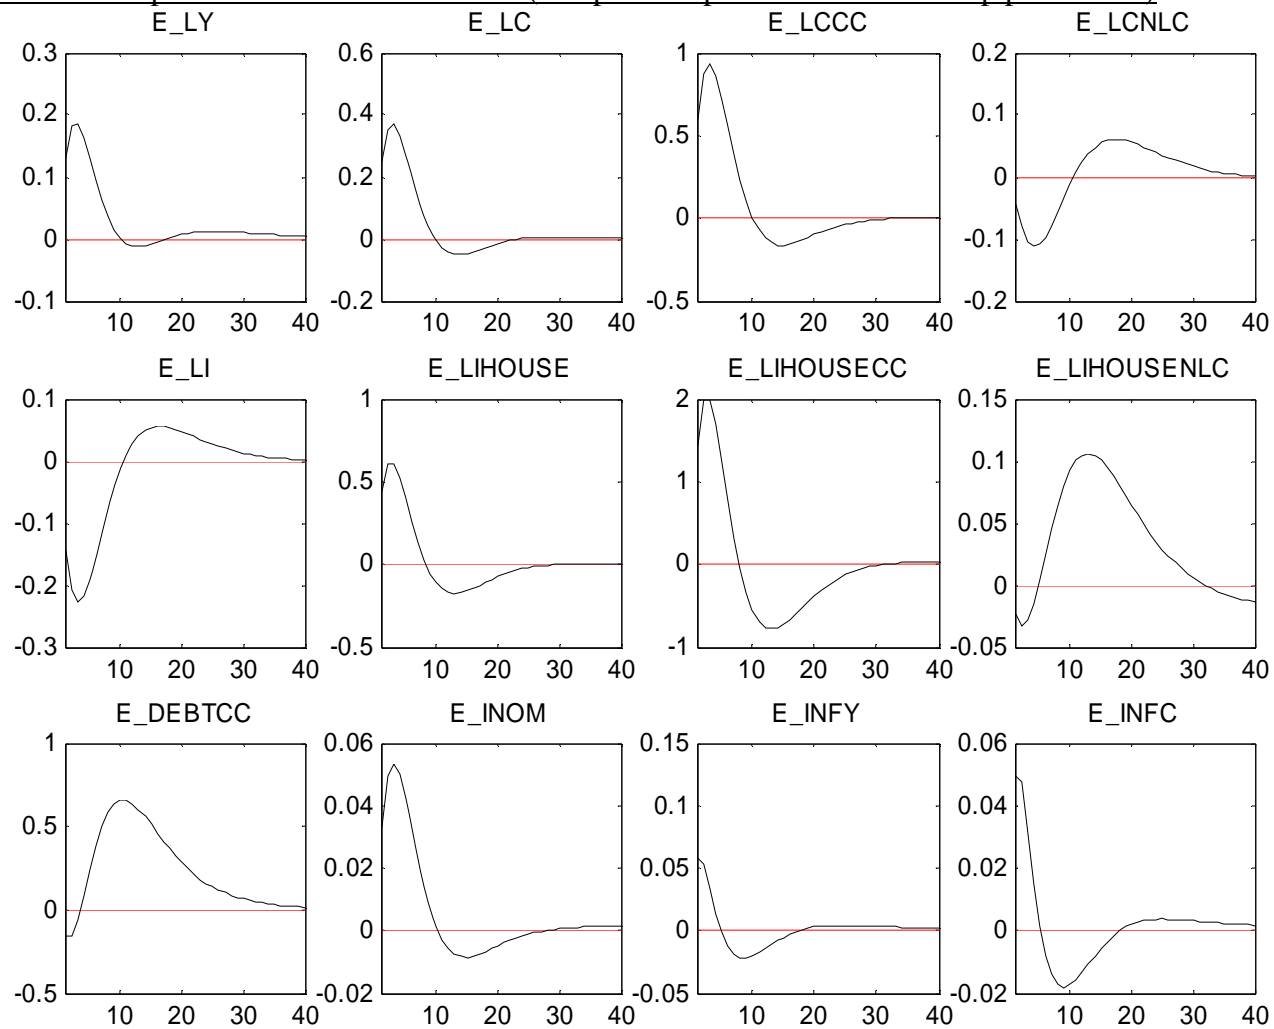 E_LY E_LC E_LCCC E_LCNLC
0.3 0.6 1 0.2
0.2 0.4 0.5 0.1
0.1 0.2 0 0
0 0 -0.1
-0.1 -0.2 -0.5 -0.2
10 20 30 40 10 20 30 40 10 20 30 40 10 20 30 40
E_LI E_LIHOUSE E_LIHOUSECC E_LIHOUSENLC
0.1 1 2 0.15
0 0.5 1 0.1
-0.1 0 0 0.05
-0.2 0
-0.3 -0.5 -1 -0.05
10 20 30 40 10 20 30 40 10 20 30 40 10 20 30 40
E_DEBTCC E_INOM E_INFY E_INFC
1 0.06 0.15 0.06
0.5 0.04 0.1 0.04
0 0.02 0.05 0.02
0 0 0
-0.5 -0.02 -0.05 -0.02
10 20 30 40 10 20 30 40 10 20 30 40 10 20 30 40